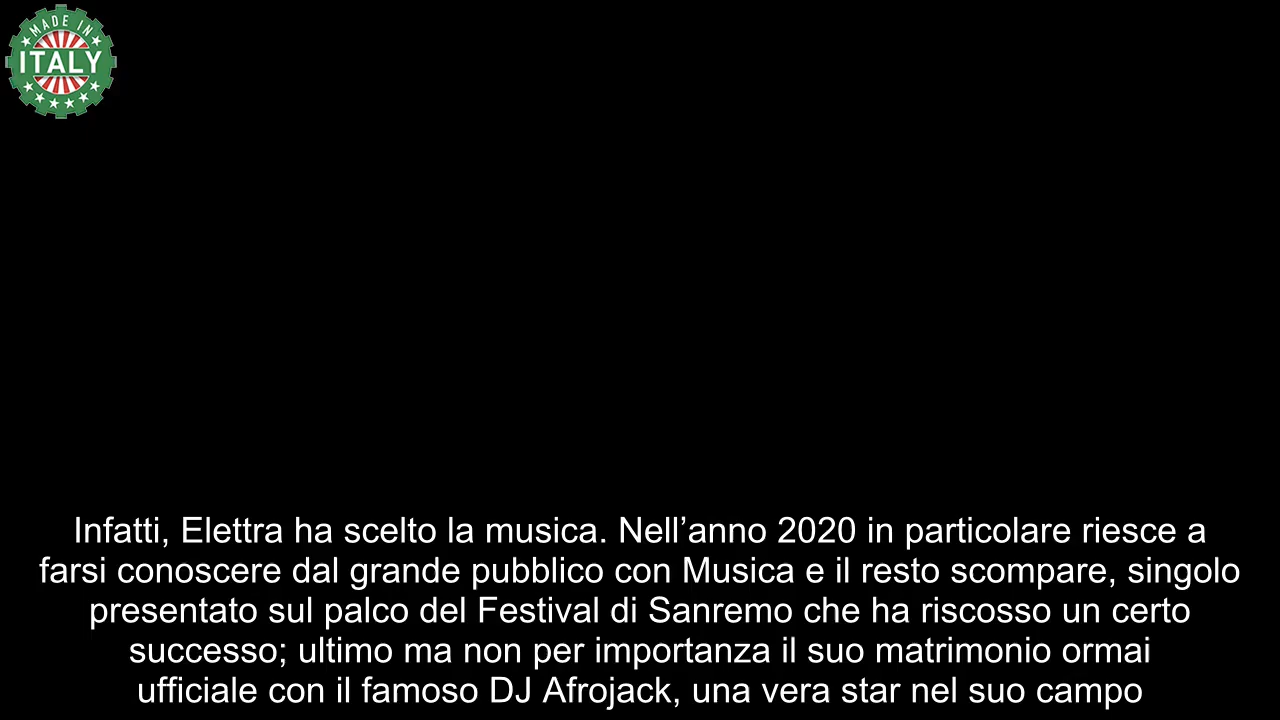 MADE IN
ITALY
Infatti, Elettra ha scelto la musica. Nell’anno 2020 in particolare riesce a
farsi conoscere dal grande pubblico con Musica e il resto scompare, singolo
presentato sul palco del Festival di Sanremo che ha riscosso un certo
successo; ultimo ma non per importanza il suo matrimonio ormai
ufficiale con il famoso DJ Afrojack, una vera star nel suo campo